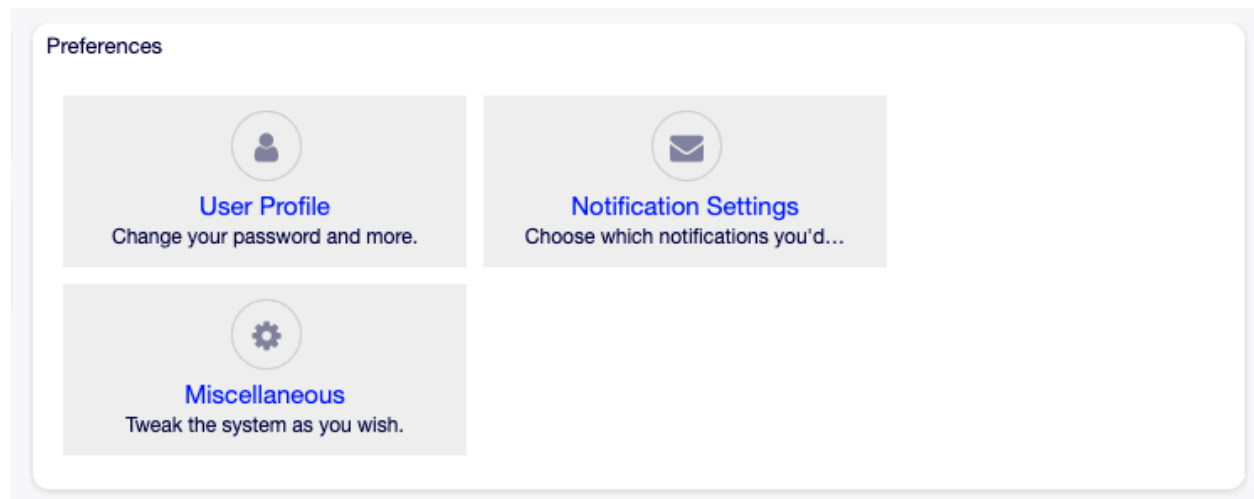 Preferences
User Profile
Change your password and more.
Notification Settings
Choose which notifications you'd…
Miscellaneous
Tweak the system as you wish.